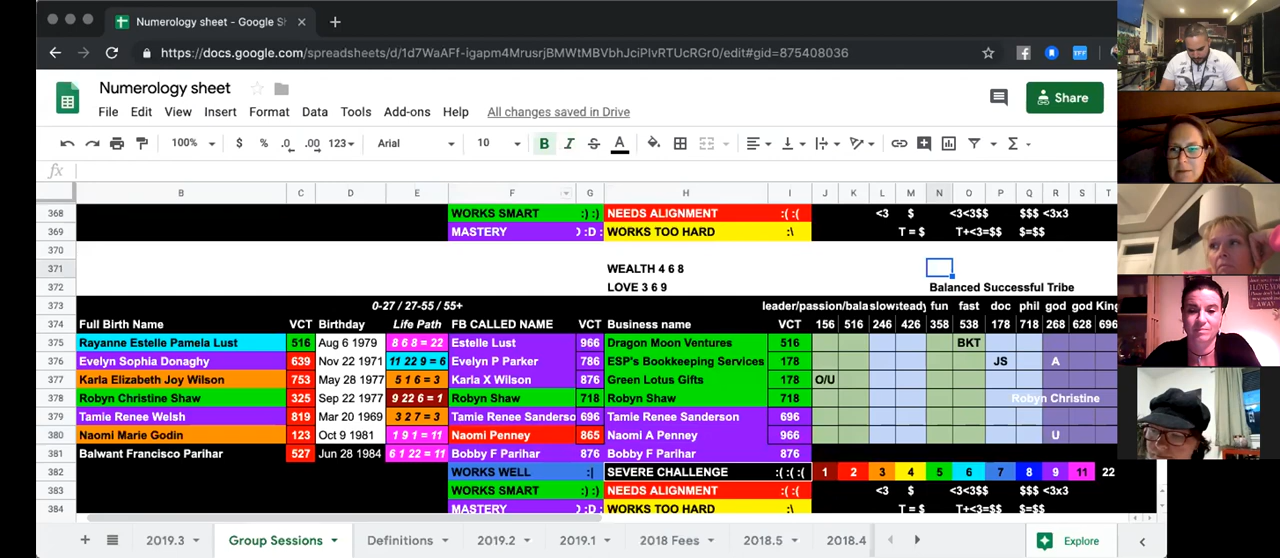 Numerology sheet - Google Sh
https://docs.google.com/spreadsheets/d/1d7WaAFf-igapm4MrusrjBMWtMBVbhJciPlvRTUcRGr0/edit#gid=875408036
Numerology sheet
File Edit View Insert Format Data Tools Add-ons Help All changes saved in Drive
Share
100% $ % .0 .00 123 Arial 10 B I S A
fx
B C D E F G H I J K L M N O P Q R S T
368 WORKS SMART :) :) NEEDS ALIGNMENT :( :( <3 $ <3<3$$ $$$ <3x3
369 MASTERY ) :D : WORKS TOO HARD :\ T = $ T+<3=$$ $=$$
370
371 WEALTH 4 6 8
372 LOVE 3 6 9 Balanced Successful Tribe
373 0-27 / 27-55 / 55+ leader/passion/bala slow steady fun fast doc phil god god King
374 Full Birth Name VCT Birthday Life Path FB CALLED NAME VCT Business name VCT 156 516 246 426 358 538 178 718 268 628 696
375 Rayanne Estelle Pamela Lust 516 Aug 6 1979 8 6 8 = 22 Estelle Lust 966 Dragon Moon Ventures 516 BKT
376 Evelyn Sophia Donaghy 639 Nov 22 1971 11 22 9 = 6 Evelyn P Parker 786 ESP's Bookkeeping Services 178 JS A
377 Karla Elizabeth Joy Wilson 753 May 28 1977 5 1 6 = 3 Karla X Wilson 876 Green Lotus Gifts 178 O/U
378 Robyn Christine Shaw 325 Sep 22 1977 9 22 6 = 1 Robyn Shaw 718 Robyn Shaw 718 Robyn Christine
379 Tamie Renee Welsh 819 Mar 20 1969 3 2 7 = 3 Tamie Renee Sanderso 696 Tamie Renee Sanderson 696
380 Naomi Marie Godin 123 Oct 9 1981 1 9 1 = 11 Naomi Penney 865 Naomi A Penney 966 U
381 Balwant Francisco Parihar 527 Jun 28 1984 6 1 22 = 11 Bobby F Parihar 876 Bobby F Parihar 876
382 WORKS WELL :| SEVERE CHALLENGE :( :( :( 1 2 3 4 5 6 7 8 9 11 22
383 WORKS SMART :) :) NEEDS ALIGNMENT :( :( <3 $ <3<3$$ $$$ <3x3
384 MASTERY ) :D : WORKS TOO HARD :\ T = $ T+<3=$$ $=$$
2019.3 Group Sessions Definitions 2019.2 2019.1 2018 Fees 2018.5 2018.4 Explore